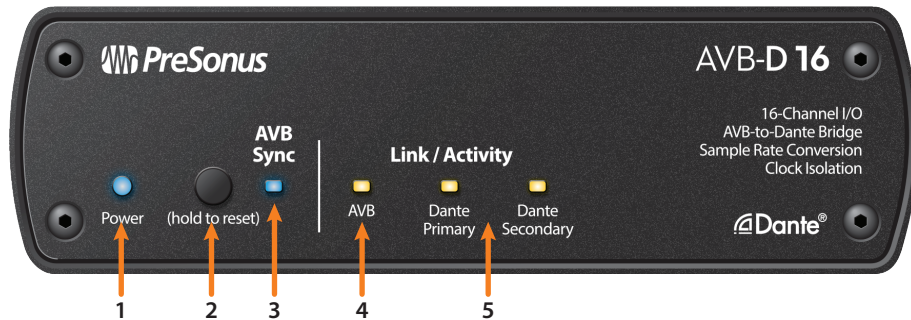 PreSonus
AVB-D 16
16-Channel I/O
AVB-to-Dante Bridge
Sample Rate Conversion
Clock Isolation
AVB
Sync
Link / Activity
Power
(hold to reset)
AVB
Dante
Primary
Dante
Secondary
Dante®
1
2
3
4
5